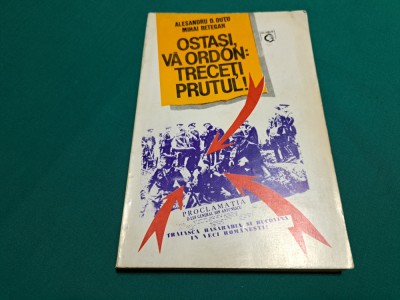 ALESANDRU D. DUȚU
MIHAI RETEGAN
OSTAȘI,
VĂ ORDON:
TRECEȚI
PRUTUL!
PROCLAMAȚIA
TRĂIASCĂ BASARABIA ȘI BUCOVINA
ÎN VECI ROMÂNEȘTI!